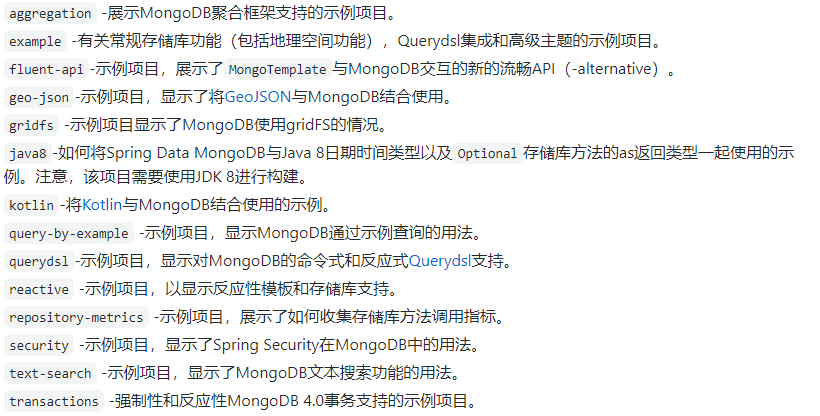 aggregation -展示MongoDB聚合框架支持的示例项目。
example -有关常规存储库功能（包括地理空间功能），Querydsl集成和高级主题的示例项目。
fluent-api-示例项目，展示了MongoTemplate与MongoDB交互的新的流畅API（-alternative）。
geo-json-示例项目，显示了将GeoJSON与MongoDB结合使用。
gridfs -示例项目显示了MongoDB使用gridFS的情况。
java8-如何将Spring Data MongoDB与Java 8日期时间类型以及Optional存储库方法的as返回类型一起使用的示
例。注意，该项目需要使用JDK 8进行构建。
kotlin-将Kotlin与MongoDB结合使用的示例。
query-by-example -示例项目，显示MongoDB通过示例查询的用法。
querydsl-示例项目，显示对MongoDB的命令式和反应式Querydsl支持。
reactive -示例项目，以显示反应性模板和存储库支持。
repository-metrics -示例项目，展示了如何收集存储库方法调用指标。
security -示例项目，显示了Spring Security在MongoDB中的用法。
text-search -示例项目，显示了MongoDB文本搜索功能的用法。
transactions -强制性和反应性MongoDB 4.0事务支持的示例项目。